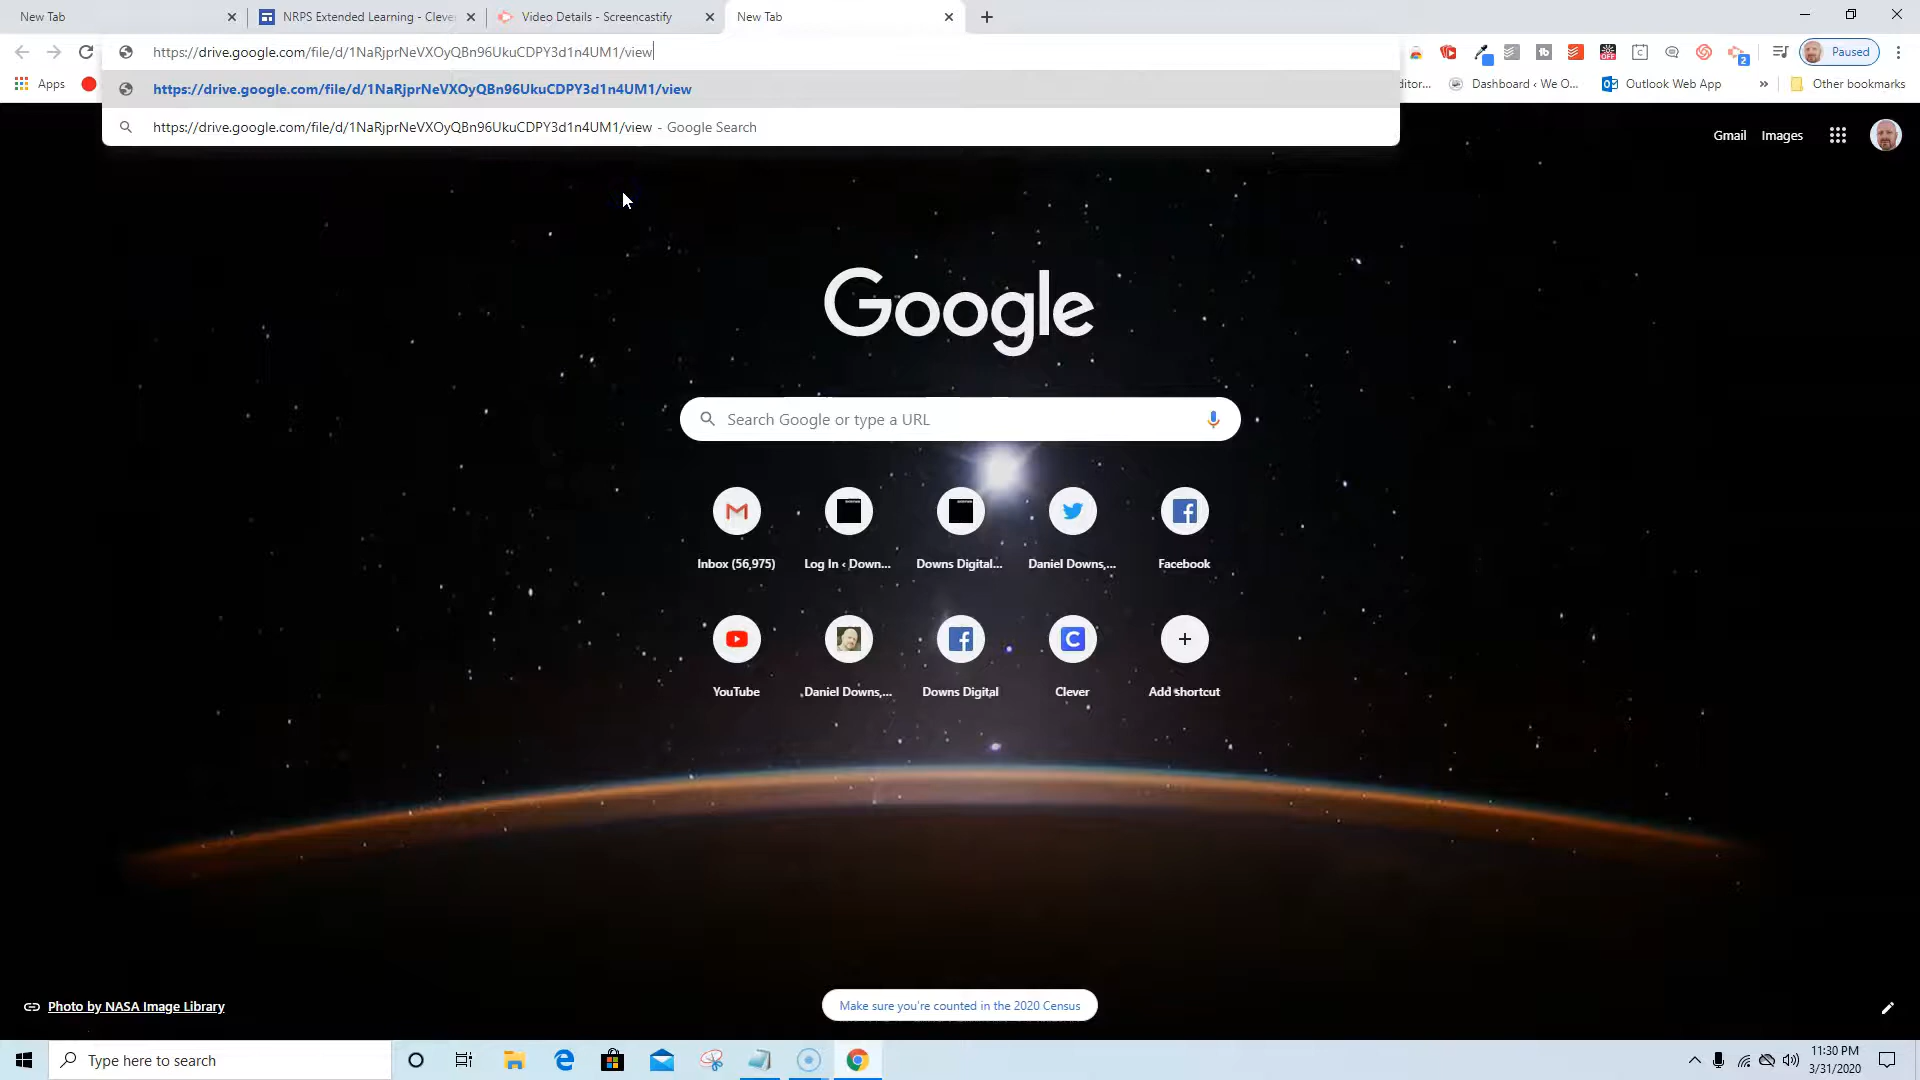 New Tab
NRPS Extended Learning - Cleve
Video Details - Screencastify
New Tab
https://drive.google.com/file/d/1NaRjprNeVXOyQBn96UkuCDPY3d1n4UM1/view
Paused
Apps
https://drive.google.com/file/d/1NaRjprNeVXOyQBn96UkuCDPY3d1n4UM1/view
ditor...
Dashboard ‹ We O...
Outlook Web App
»
Other bookmarks
https://drive.google.com/file/d/1NaRjprNeVXOyQBn96UkuCDPY3d1n4UM1/view - Google Search
Gmail
Images
Google
Search Google or type a URL
Inbox (56,975)
Log In ‹ Down...
Downs Digital...
Daniel Downs,...
Facebook
YouTube
Daniel Downs,...
Downs Digital
Clever
Add shortcut
Photo by NASA Image Library
Make sure you're counted in the 2020 Census
Type here to search
11:30 PM
3/31/2020